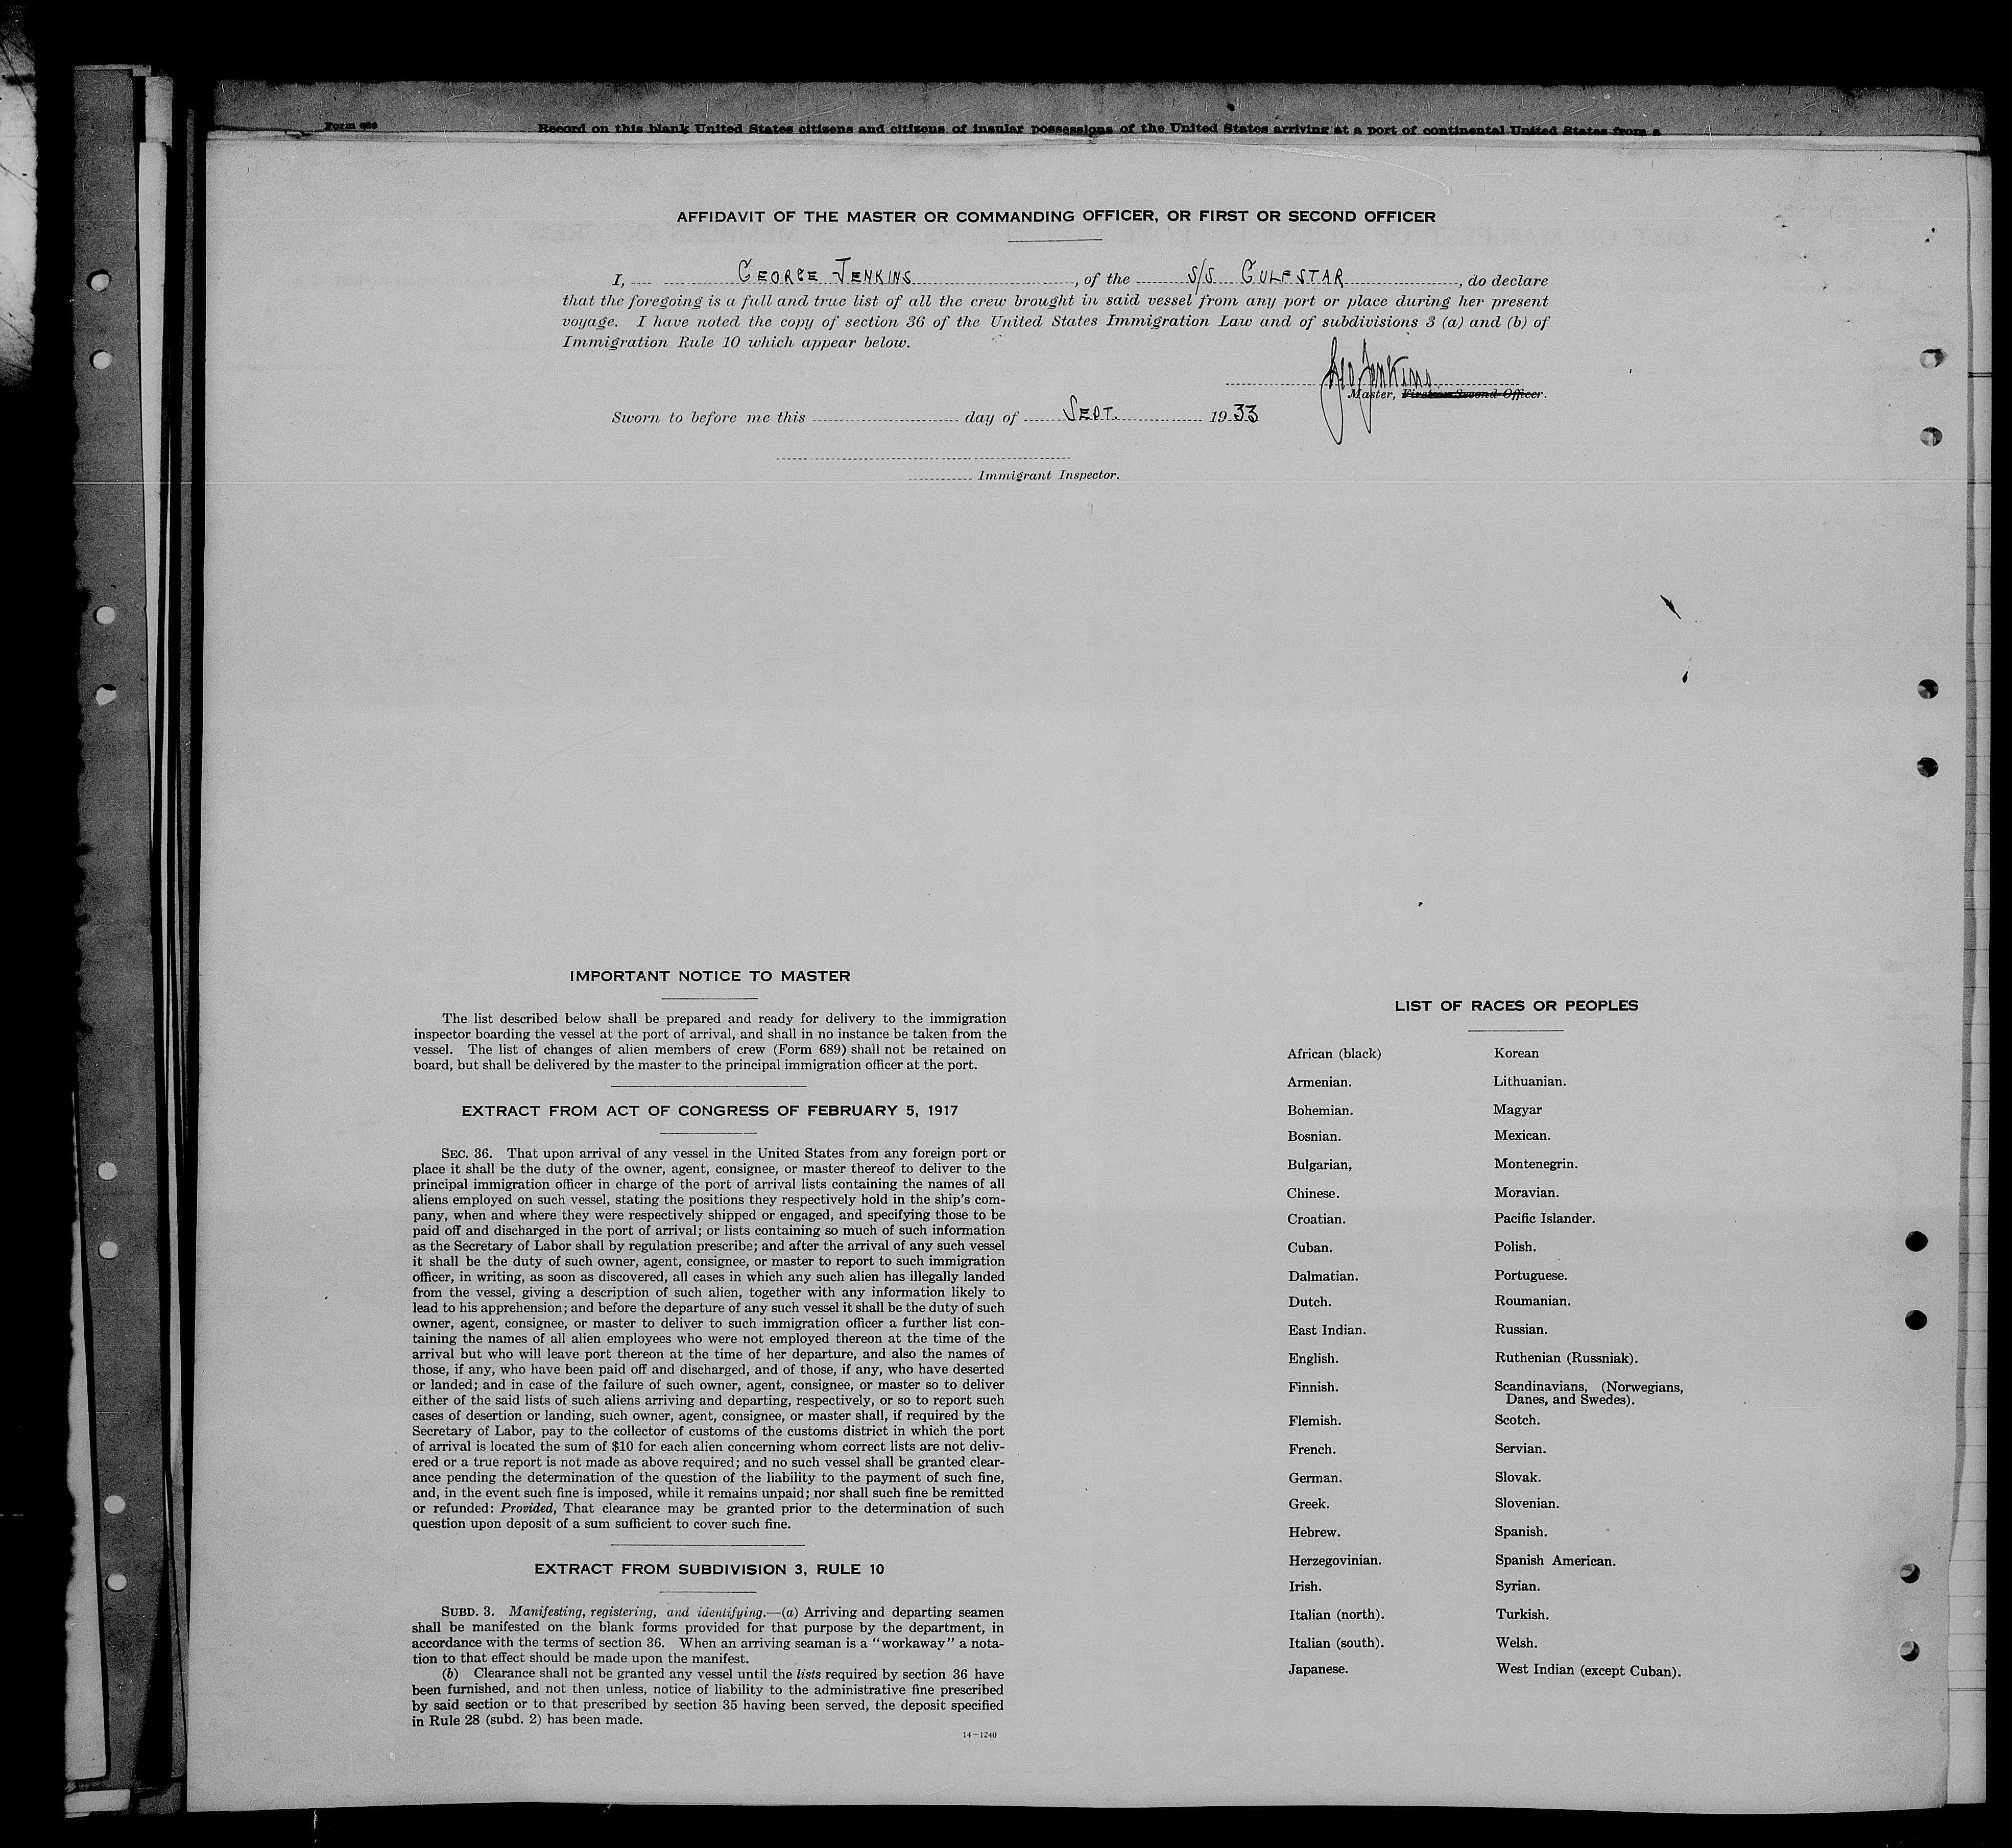 Record on this blank United States citizens and citizens of insular possessions of the United States arriving at a port of continental United States from a
AFFIDAVIT OF THE MASTER OR COMMANDING OFFICER, OR FIRST OR SECOND OFFICER
I, GEORGE JENKINS, of the S/S GULFSTAR, do declare
that the foregoing is a full and true list of all the crew brought in said vessel from any port or place during her present
voyage. I have noted the copy of section 36 of the United States Immigration Law and of subdivisions 3 (a) and (b) of
Immigration Rule 10 which appear below.
Geo Jenkins
Master, First or Second Officer.
Sworn to before me this day of SEPT. 1933
Immigrant Inspector.
IMPORTANT NOTICE TO MASTER
The list described below shall be prepared and ready for delivery to the immigration
inspector boarding the vessel at the port of arrival, and shall in no instance be taken from the
vessel. The list of changes of alien members of crew (Form 689) shall not be retained on
board, but shall be delivered by the master to the principal immigration officer at the port.
EXTRACT FROM ACT OF CONGRESS OF FEBRUARY 5, 1917
SEC. 36. That upon arrival of any vessel in the United States from any foreign port or
place it shall be the duty of the owner, agent, consignee, or master thereof to deliver to the
principal immigration officer in charge of the port of arrival lists containing the names of all
aliens employed on such vessel, stating the positions they respectively hold in the ship's com-
pany, when and where they were respectively shipped or engaged, and specifying those to be
paid off and discharged in the port of arrival; or lists containing so much of such information
as the Secretary of Labor shall by regulation prescribe; and after the arrival of any such vessel
it shall be the duty of such owner, agent, consignee, or master to report to such immigration
officer, in writing, as soon as discovered, all cases in which any such alien has illegally landed
from the vessel, giving a description of such alien, together with any information likely to
lead to his apprehension; and before the departure of any such vessel it shall be the duty of such
owner, agent, consignee, or master to deliver to such immigration officer a further list con-
taining the names of all alien employees who were not employed thereon at the time of the
arrival but who will leave port thereon at the time of her departure, and also the names of
those, if any, who have been paid off and discharged, and of those, if any, who have deserted
or landed; and in case of the failure of such owner, agent, consignee, or master so to deliver
either of the said lists of such aliens arriving and departing, respectively, or so to report such
cases of desertion or landing, such owner, agent, consignee, or master shall, if required by the
Secretary of Labor, pay to the collector of customs of the customs district in which the port
of arrival is located the sum of $10 for each alien concerning whom correct lists are not deliv-
ered or a true report is not made as above required; and no such vessel shall be granted clear-
ance pending the determination of the question of the liability to the payment of such fine,
and, in the event such fine is imposed, while it remains unpaid; nor shall such fine be remitted
or refunded: Provided, That clearance may be granted prior to the determination of such
question upon deposit of a sum sufficient to cover such fine.
EXTRACT FROM SUBDIVISION 3, RULE 10
SUBD. 3. Manifesting, registering, and identifying.—(a) Arriving and departing seamen
shall be manifested on the blank forms provided for that purpose by the department, in
accordance with the terms of section 36. When an arriving seaman is a "workaway" a nota-
tion to that effect should be made upon the manifest.
(b) Clearance shall not be granted any vessel until the lists required by section 36 have
been furnished, and not then unless, notice of liability to the administrative fine prescribed
by said section or to that prescribed by section 35 having been served, the deposit specified
in Rule 28 (subd. 2) has been made.
14—1240
LIST OF RACES OR PEOPLES
African (black)
Armenian.
Bohemian.
Bosnian.
Bulgarian,
Chinese.
Croatian.
Cuban.
Dalmatian.
Dutch.
East Indian.
English.
Finnish.
Flemish.
French.
German.
Greek.
Hebrew.
Herzegovinian.
Irish.
Italian (north).
Italian (south).
Japanese.
Korean
Lithuanian.
Magyar
Mexican.
Montenegrin.
Moravian.
Pacific Islander.
Polish.
Portuguese.
Roumanian.
Russian.
Ruthenian (Russniak).
Scandinavians, (Norwegians,
Danes, and Swedes).
Scotch.
Servian.
Slovak.
Slovenian.
Spanish.
Spanish American.
Syrian.
Turkish.
Welsh.
West Indian (except Cuban).